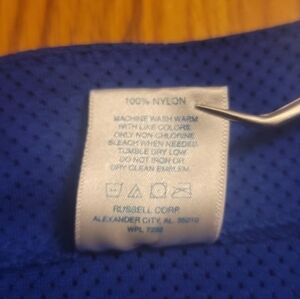 100% NYLON
MACHINE WASH WARM
WITH LIKE COLORS.
ONLY NON-CHLORINE
BLEACH WHEN NEEDED.
TUMBLE DRY LOW.
DO NOT IRON OR
DRY CLEAN EMBLEM.
RUSSELL CORP.
ALEXANDER CITY, AL 35010
WPL 7298